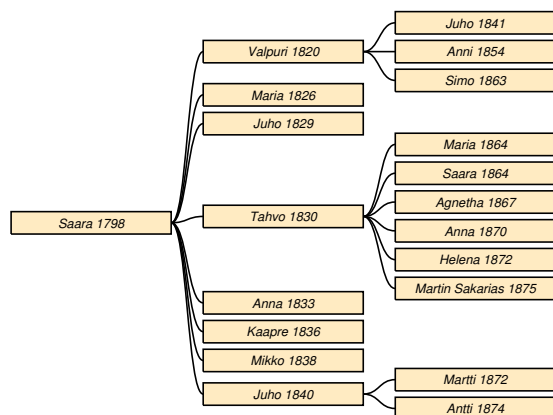 Saara 1798
Valpuri 1820
Maria 1826
Juho 1829
Tahvo 1830
Anna 1833
Kaapre 1836
Mikko 1838
Juho 1840
Juho 1841
Anni 1854
Simo 1863
Maria 1864
Saara 1864
Agnetha 1867
Anna 1870
Helena 1872
Martin Sakarias 1875
Martti 1872
Antti 1874